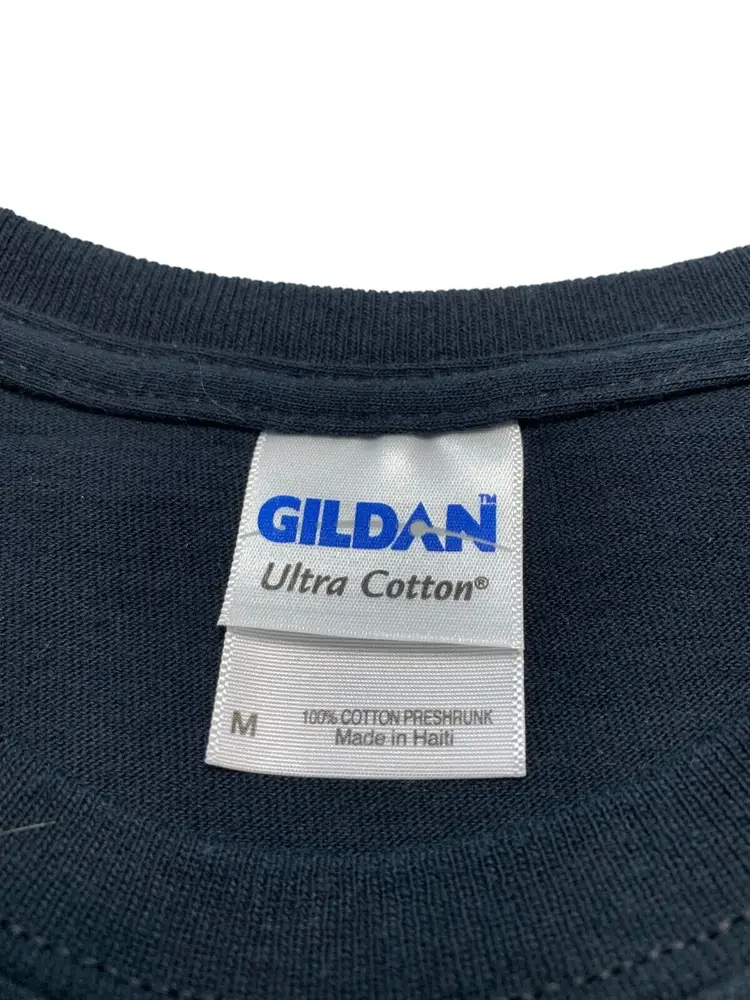 GILDAN™
Ultra Cotton®
M
100% COTTON PRESHRUNK
Made in Haiti